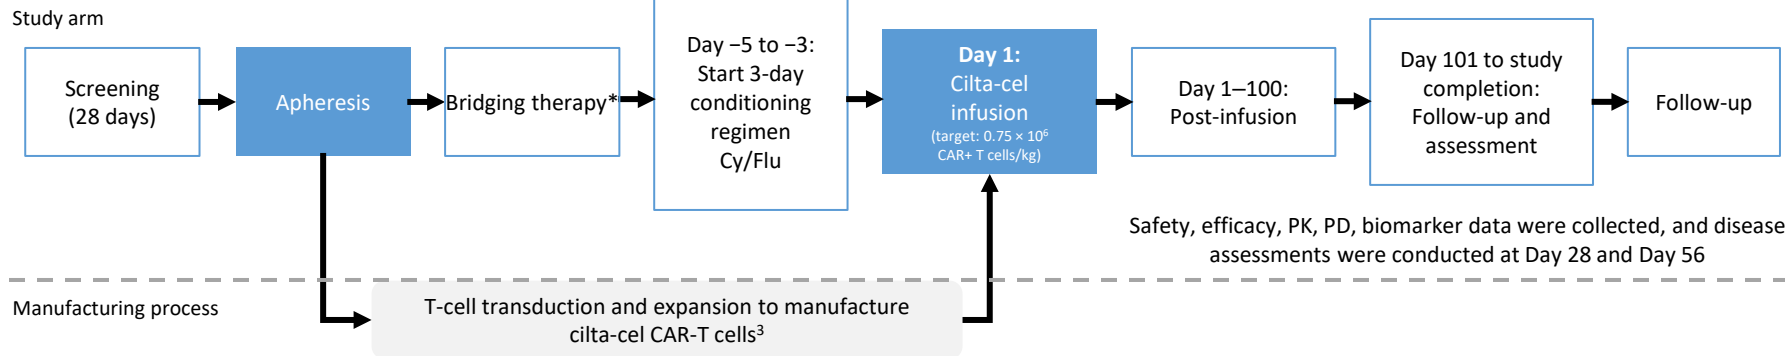 Study arm
Screening
(28 days)
Apheresis
Bridging therapy*
Day −5 to −3:
Start 3-day
conditioning
regimen
Cy/Flu
Day 1:
Cilta-cel
infusion
(target: 0.75 × 10⁶
CAR+ T cells/kg)
Day 1–100:
Post-infusion
Day 101 to study
completion:
Follow-up and
assessment
Follow-up
Safety, efficacy, PK, PD, biomarker data were collected, and disease
assessments were conducted at Day 28 and Day 56
Manufacturing process
T-cell transduction and expansion to manufacture
cilta-cel CAR-T cells³